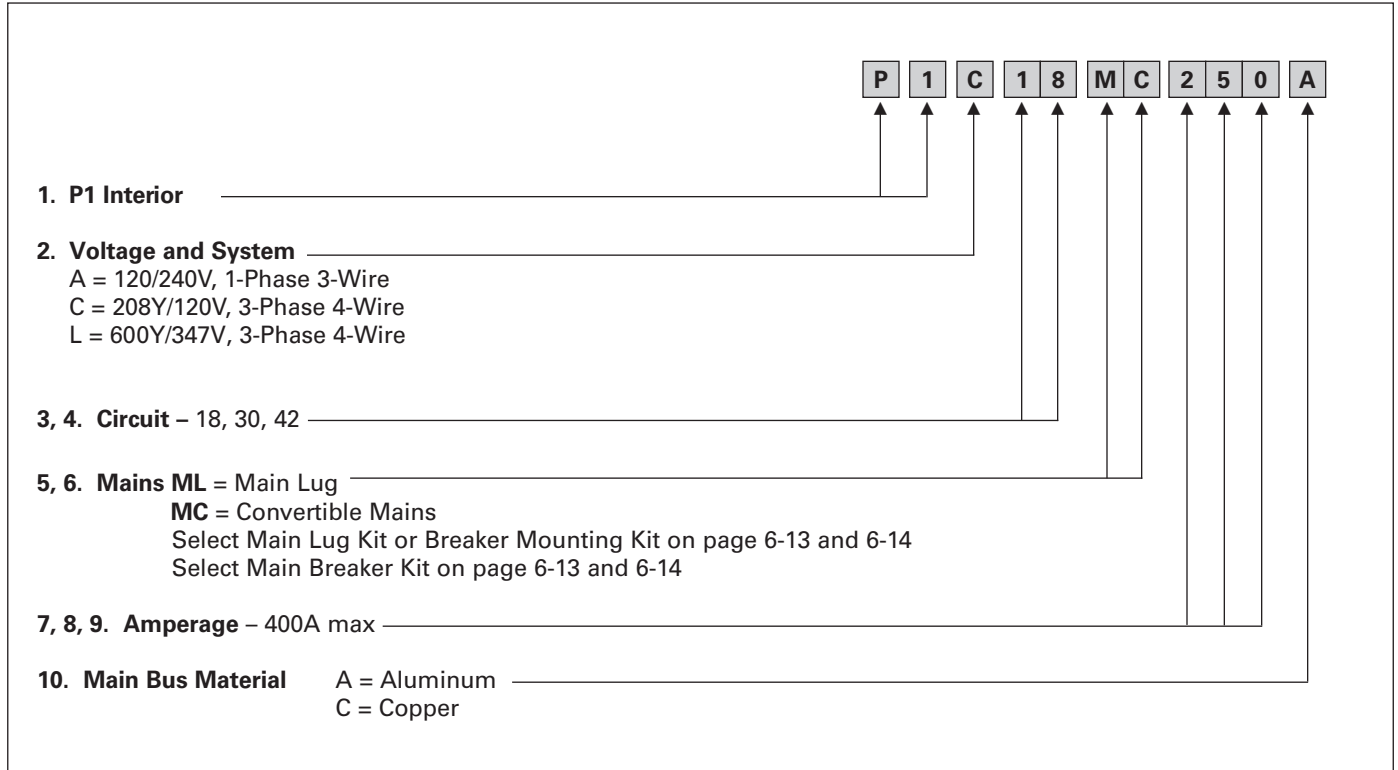 P 1 C 1 8 M C 2 5 0 A
1. P1 Interior
2. Voltage and System
A = 120/240V, 1-Phase 3-Wire
C = 208Y/120V, 3-Phase 4-Wire
L = 600Y/347V, 3-Phase 4-Wire
3, 4. Circuit – 18, 30, 42
5, 6. Mains ML = Main Lug
MC = Convertible Mains
Select Main Lug Kit or Breaker Mounting Kit on page 6-13 and 6-14
Select Main Breaker Kit on page 6-13 and 6-14
7, 8, 9. Amperage – 400A max
10. Main Bus Material A = Aluminum
C = Copper